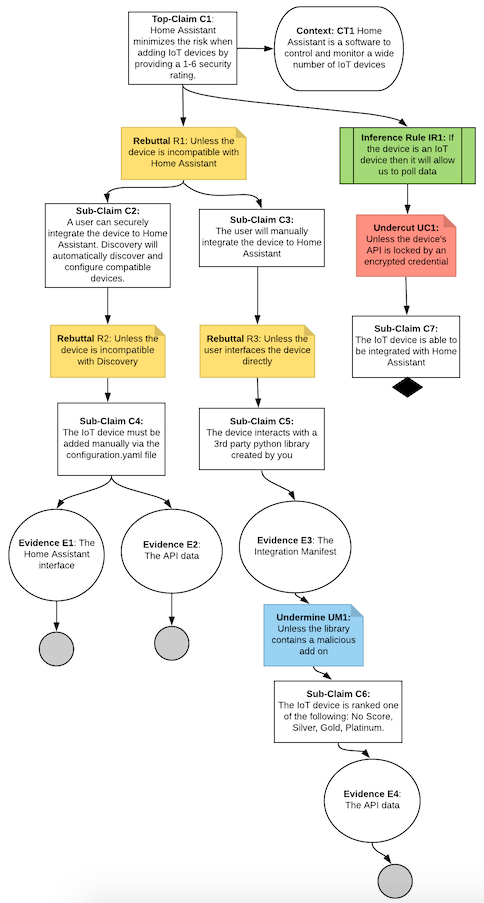 Top-Claim C1:
Home Assistant
minimizes the risk when
adding IoT devices by
providing a 1-6 security
rating.
Context: CT1 Home
Assistant is a software to
control and monitor a wide
number of IoT devices
Rebuttal R1: Unless the
device is incompatible with
Home Assistant
Inference Rule IR1: If
the device is an IoT
device then it will allow
us to poll data
Sub-Claim C2:
A user can securely
integrate the device to Home
Assistant. Discovery will
automatically discover and
configure compatible
devices.
Sub-Claim C3:
The user will manually
integrate the device to Home
Assistant
Undercut UC1:
Unless the device's
API is locked by an
encrypted credential
Rebuttal R2: Unless the
device is incompatible
with Discovery
Rebuttal R3: Unless the
user interfaces the device
directly
Sub-Claim C7:
The IoT device is able to
be integrated with Home
Assistant
Sub-Claim C4:
The IoT device must be
added manually via the
configuration.yaml file
Sub-Claim C5:
The device interacts with a
3rd party python library
created by you
Evidence E1: The
Home Assistant
interface
Evidence E2:
The API data
Evidence E3: The
Integration Manifest
Undermine UM1:
Unless the library
contains a malicious
add on
Sub-Claim C6:
The IoT device is ranked one
of the following: No Score,
Silver, Gold, Platinum.
Evidence E4:
The API data